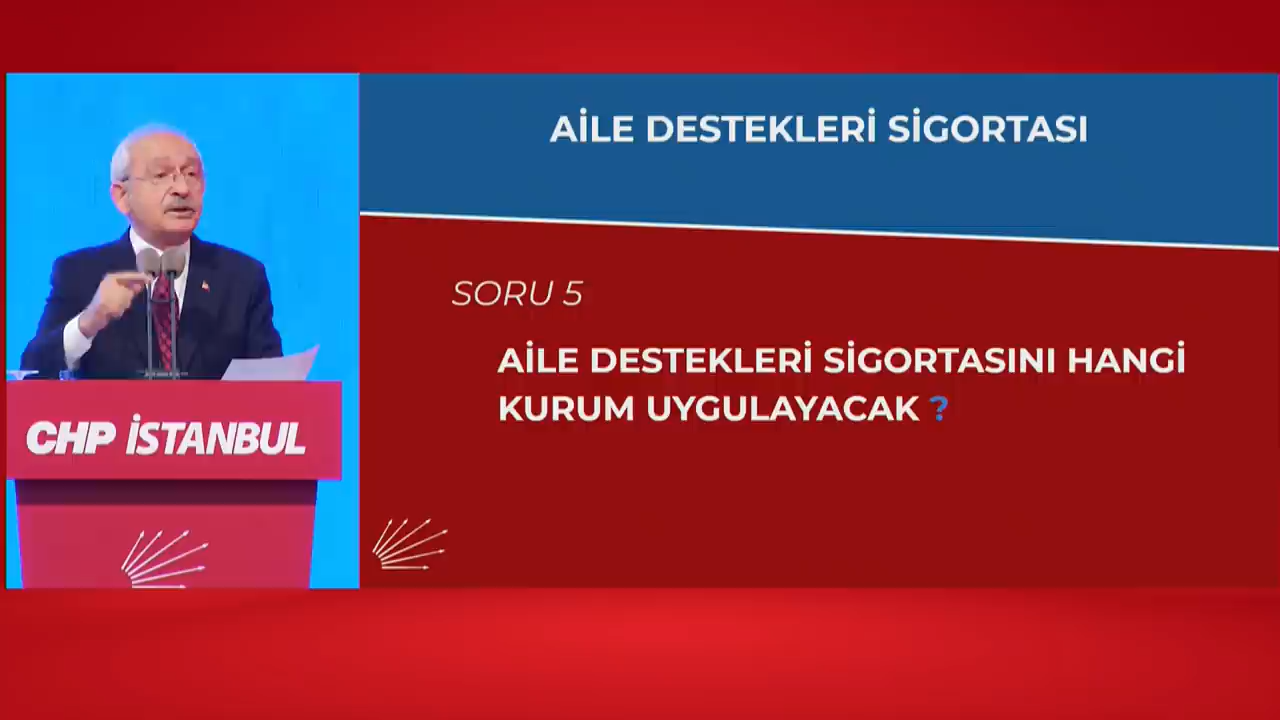 AİLE DESTEKLERİ SİGORTASI
SORU 5
AİLE DESTEKLERİ SİGORTASINI HANGİ
KURUM UYGULAYACAK ?
CHP İSTANBUL